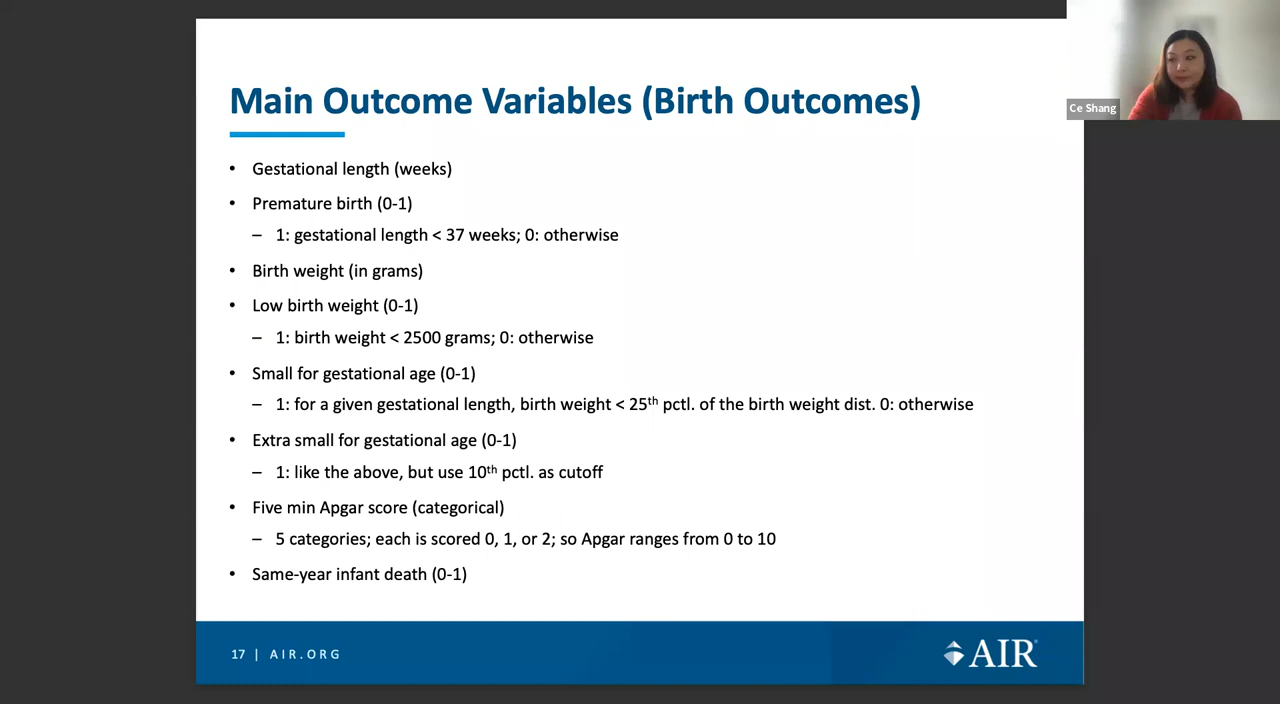 Main Outcome Variables (Birth Outcomes)
Ce Shang
• Gestational length (weeks)
• Premature birth (0-1)
– 1: gestational length < 37 weeks; 0: otherwise
• Birth weight (in grams)
• Low birth weight (0-1)
– 1: birth weight < 2500 grams; 0: otherwise
• Small for gestational age (0-1)
– 1: for a given gestational length, birth weight < 25th pctl. of the birth weight dist. 0: otherwise
• Extra small for gestational age (0-1)
– 1: like the above, but use 10th pctl. as cutoff
• Five min Apgar score (categorical)
– 5 categories; each is scored 0, 1, or 2; so Apgar ranges from 0 to 10
• Same-year infant death (0-1)
17 | AIR.ORG
AIR